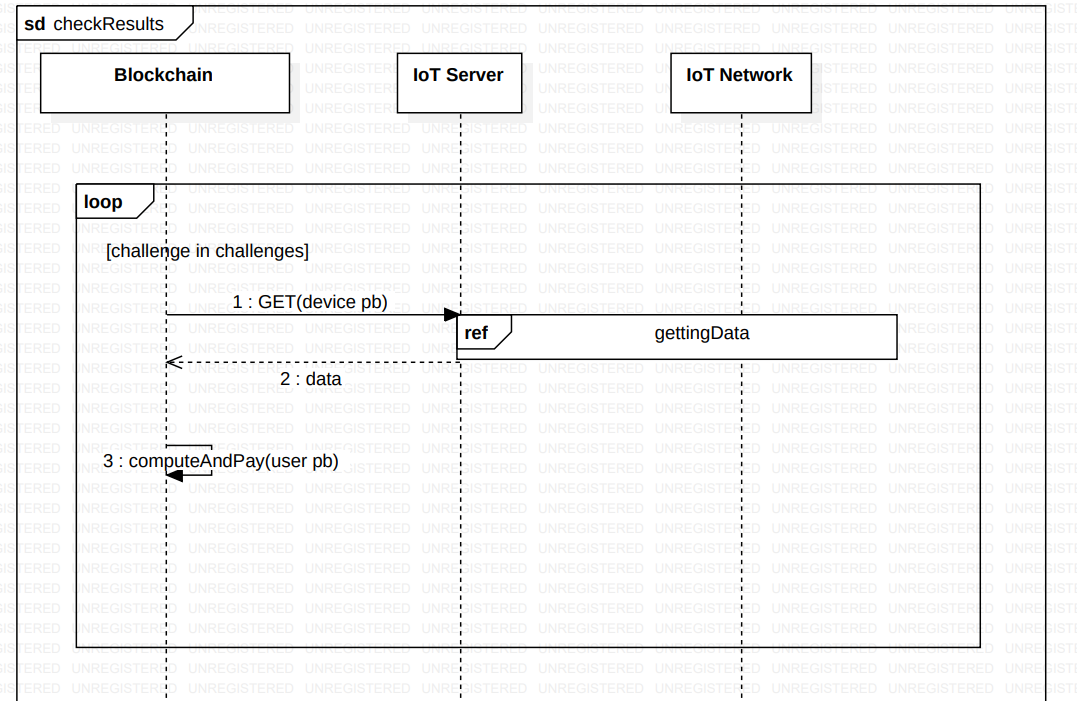 sd checkResults
Blockchain
IoT Server
IoT Network
loop
[challenge in challenges]
1 : GET(device pb)
ref
gettingData
2 : data
3 : computeAndPay(user pb)
UNREGISTERED